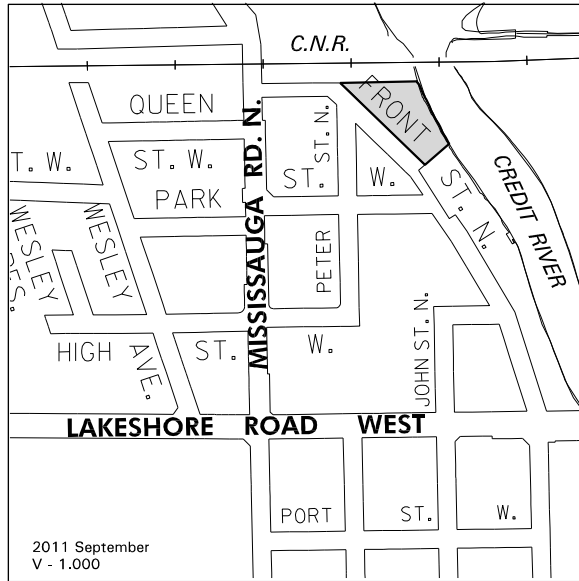 C.N.R.
FRONT ST. N.
QUEEN ST. W.
T. W.
ST. W.
PARK ST. W.
MISSISSAUGA RD. N.
CREDIT RIVER
WESLEY
WESLEY AVE.
PETER ST. N.
JOHN ST. N.
HIGH ST. W.
LAKESHORE ROAD WEST
PORT ST. W.
2011 September
V - 1.000